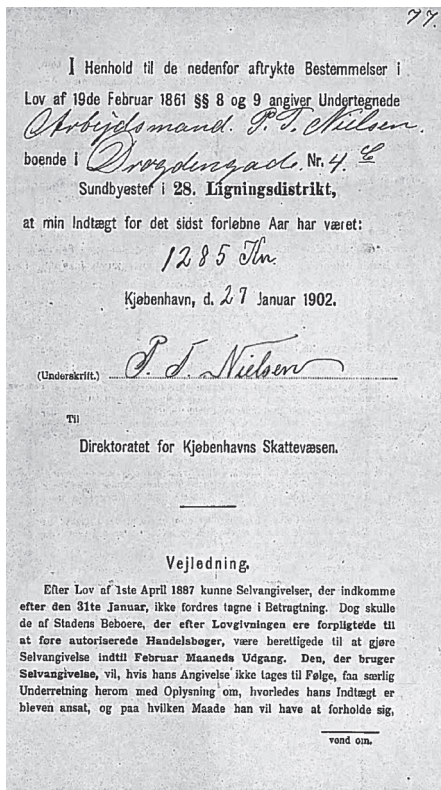 77.
I Henhold til de nedenfor aftrykte Bestemmelser i
Lov af 19de Februar 1861 §§ 8 og 9 angiver Undertegnede
Arbejdsmand. P. T. Nielsen.
boende i Drogdensgade. Nr. 4. C
Sundbyester i 28. Ligningsdistrikt,
at min Indtægt for det sidst forløbne Aar har været:
1285 Kr.
Kjøbenhavn, d. 27 Januar 1902.
(Underskrift.) P. T. Nielsen
Til
Direktoratet for Kjøbenhavns Skattevæsen.
Vejledning.
Efter Lov af 1ste April 1887 kunne Selvangivelser, der indkomme
efter den 31te Januar, ikke fordres tagne i Betragtning. Dog skulle
de af Stadens Beboere, der efter Lovgivningen ere forpligtede til
at føre autoriserede Handelsbøger, være berettigede til at gjøre
Selvangivelse indtil Februar Maaneds Udgang. Den, der bruger
Selvangivelse, vil, hvis hans Angivelse ikke tages til Følge, faa særlig
Underretning herom med Oplysning om, hvorledes hans Indtægt er
bleven ansat, og paa hvilken Maade han vil have at forholde sig,
vend om.